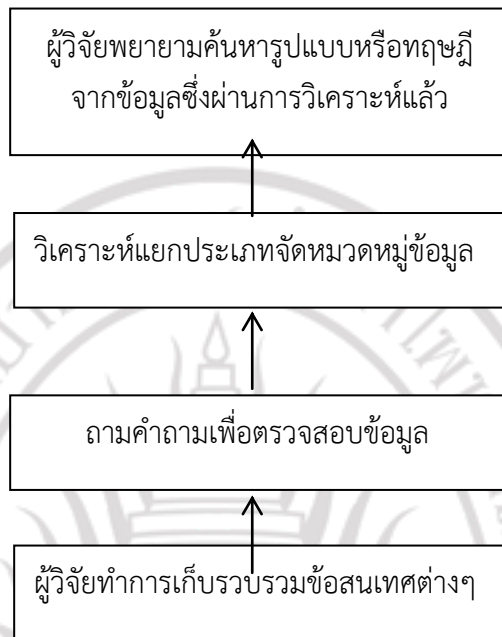 ผู้วิจัยพยายามค้นหารูปแบบหรือทฤษฎี
จากข้อมูลซึ่งผ่านการวิเคราะห์แล้ว
วิเคราะห์แยกประเภทจัดหมวดหมู่ข้อมูล
ถามคำถามเพื่อตรวจสอบข้อมูล
ผู้วิจัยทำการเก็บรวบรวมข้อสนเทศต่างๆ